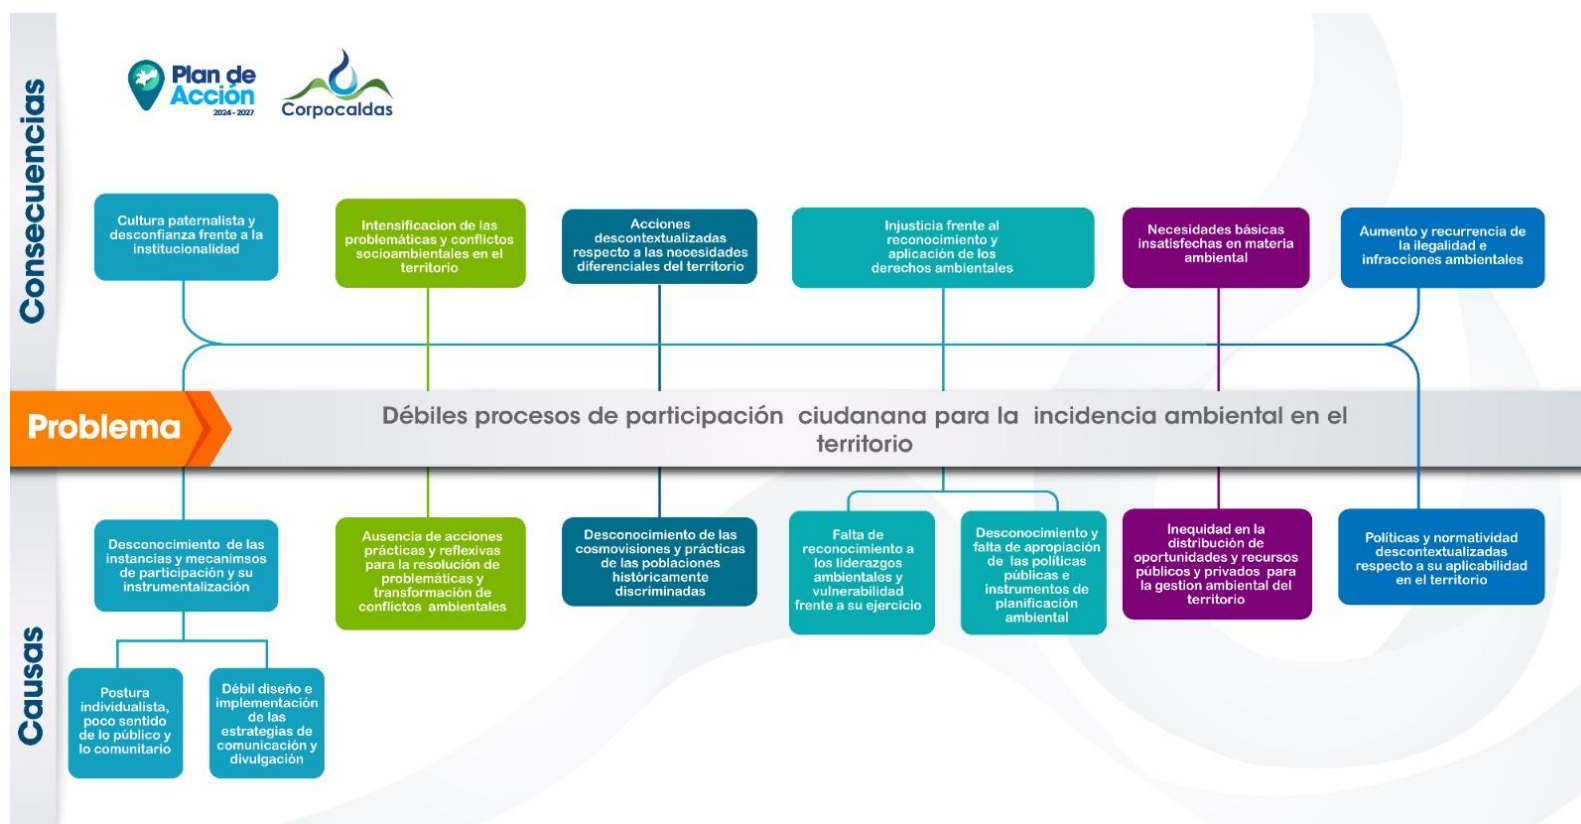 Consecuencias
Plan de
Acción
2024 - 2027
Corpocaldas
Cultura paternalista y
desconfianza frente a la
institucionalidad
Intensificacion de las
problemáticas y conflictos
socioambientales en el
territorio
Acciones
descontextualizadas
respecto a las necesidades
diferenciales del territorio
Injusticia frente al
reconocimiento y
aplicación de los
derechos ambientales
Necesidades básicas
insatisfechas en materia
ambiental
Aumento y recurrencia de
la ilegalidad e
infracciones ambientales
Problema
Débiles procesos de participación ciudanana para la incidencia ambiental en el
territorio
Causas
Desconocimiento de las
instancias y mecanimsos
de participación y su
instrumentalización
Ausencia de acciones
prácticas y reflexivas
para la resolución de
problemáticas y
transformación de
conflictos ambientales
Desconocimiento de las
cosmovisiones y prácticas
de las poblaciones
históricamente
discriminadas
Falta de
reconocimiento a
los liderazgos
ambientales y
vulnerabilidad
frente a su ejercicio
Desconocimiento y
falta de apropiación
de las políticas
públicas e
instrumentos de
planificación
ambiental
Inequidad en la
distribución de
oportunidades y recursos
públicos y privados para
la gestion ambiental del
territorio
Políticas y normatividad
descontextualizadas
respecto a su aplicabilidad
en el territorio
Postura
individualista,
poco sentido
de lo público y
lo comunitario
Débil diseño e
implementación
de las
estrategias de
comunicación y
divulgación